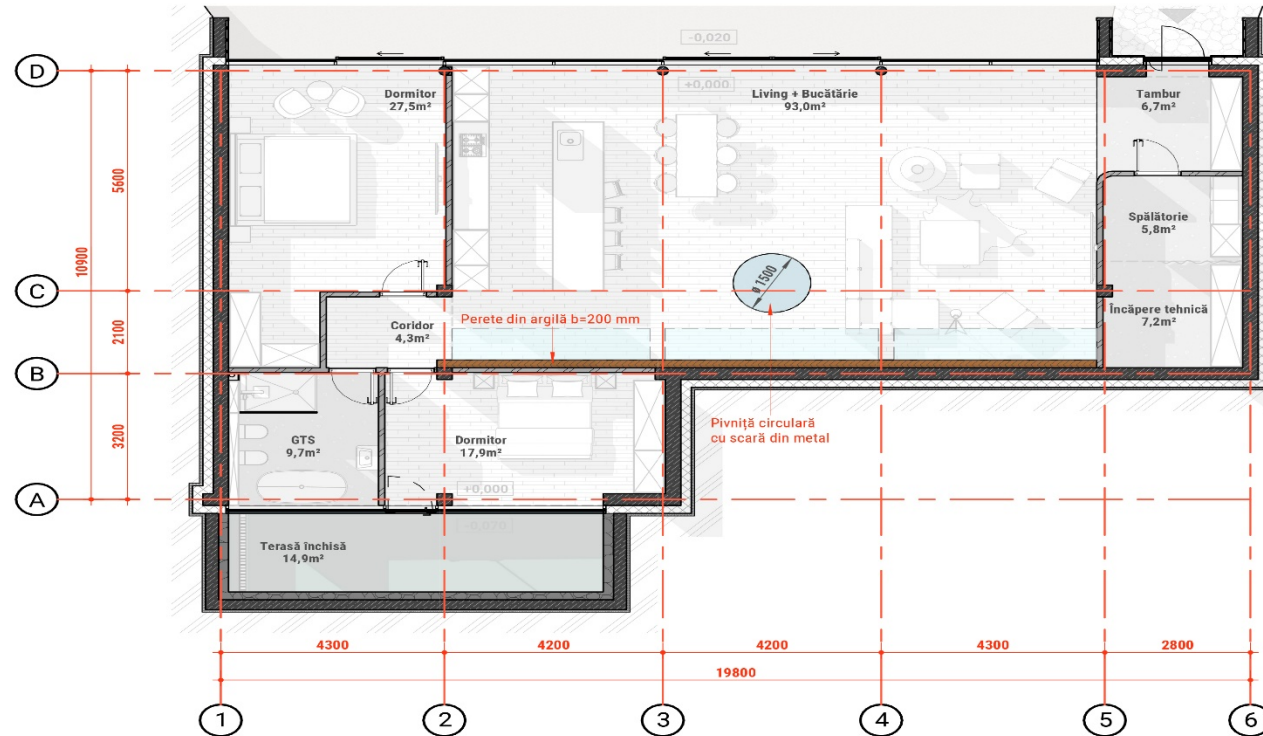 -0,020
D
Dormitor
27,5m²
+0,000
Living + Bucătărie
93,0m²
Tambur
6,7m²
5600
10900
Spălătorie
5,8m²
C
ø 1500
Perete din argilă b=200 mm
Coridor
4,3m²
Încăpere tehnică
7,2m²
2100
B
3200
GTS
9,7m²
Dormitor
17,9m²
Pivniță circulară
cu scară din metal
A
+0,000
-0,070
Terasă închisă
14,9m²
4300
4200
4200
4300
2800
19800
1
2
3
4
5
6